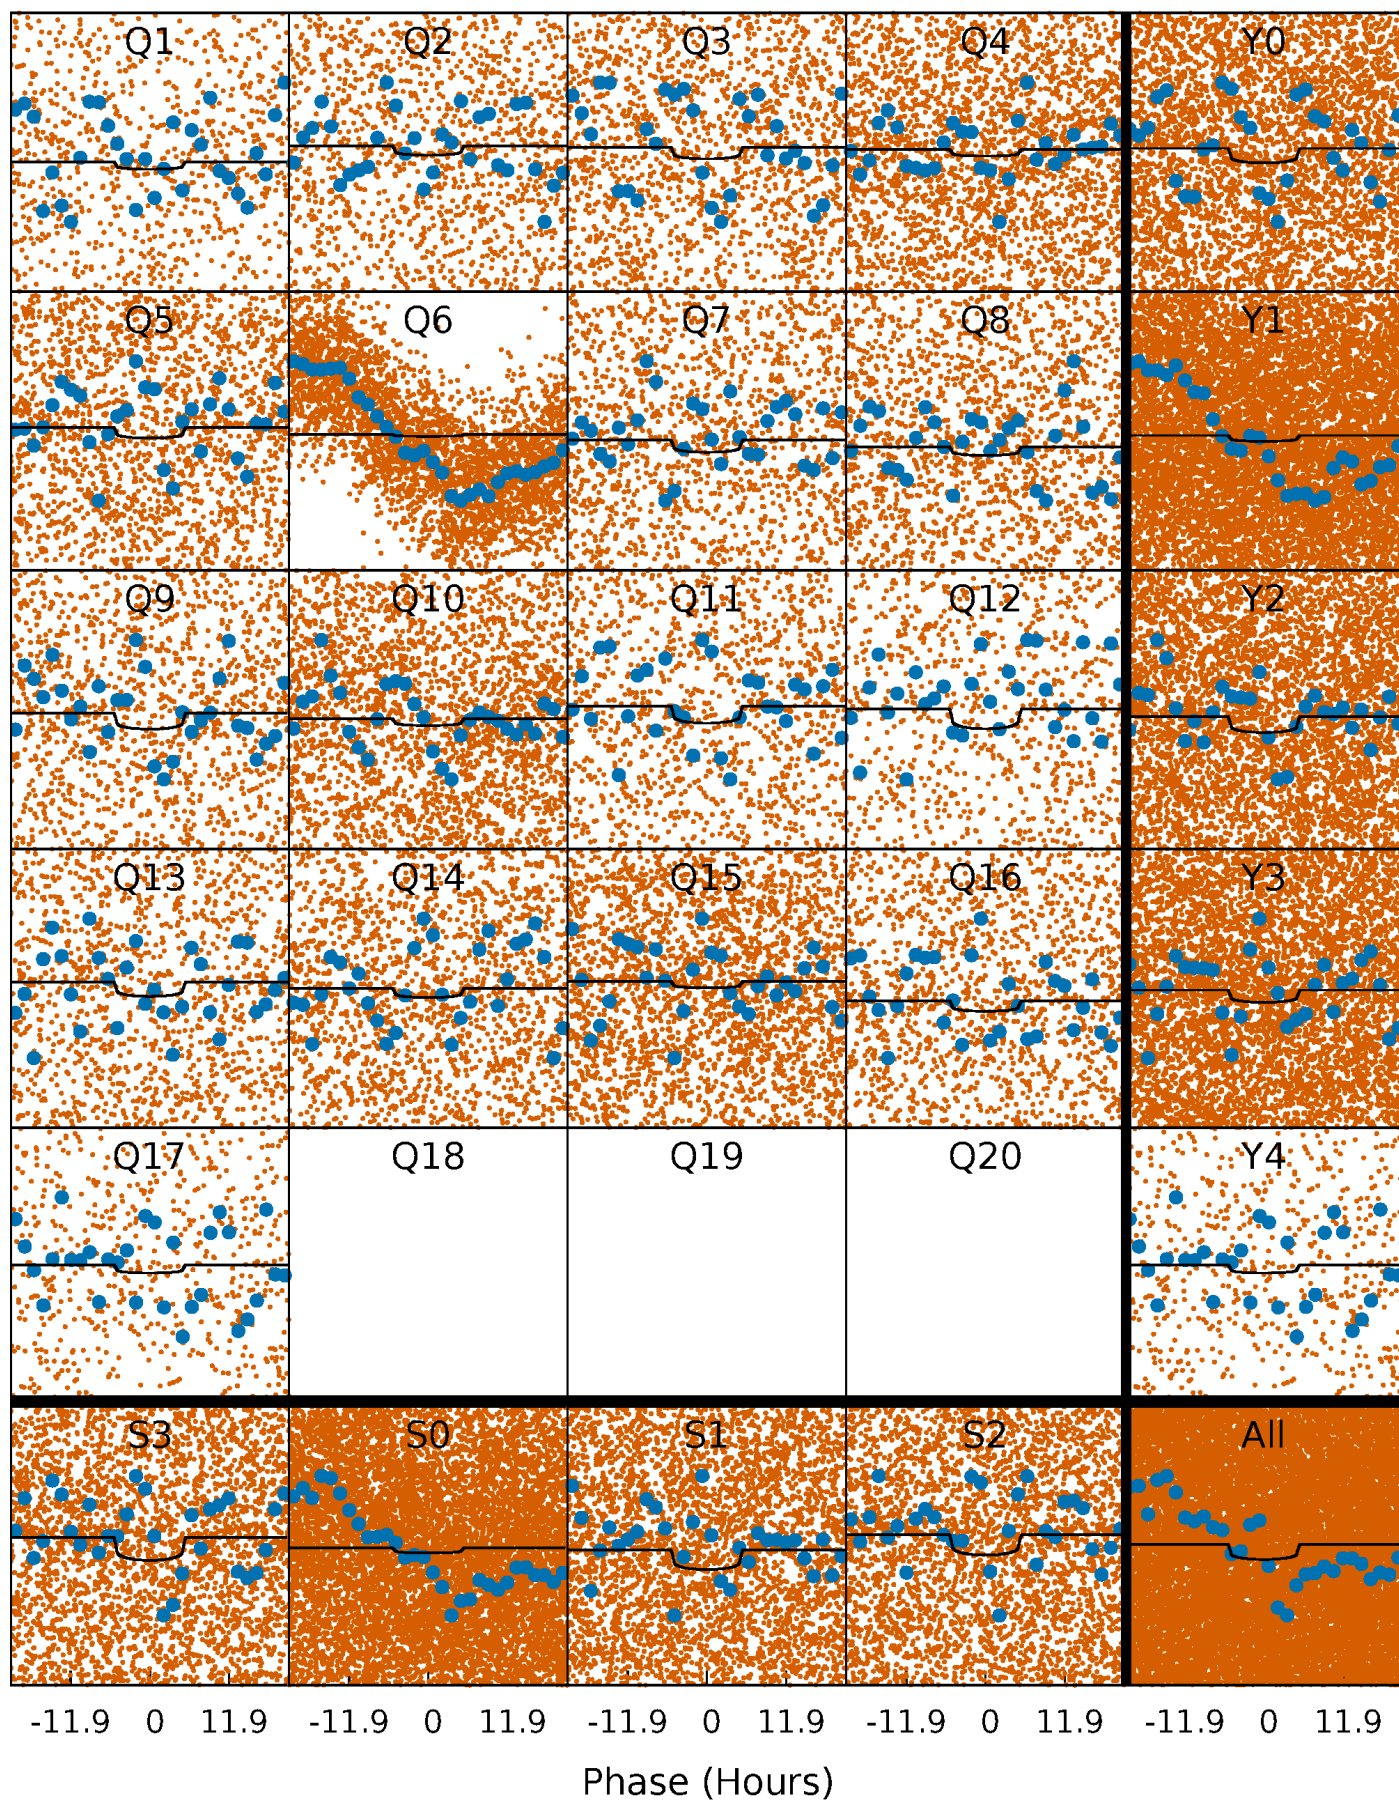 Q1 Q2 Q3 Q4 Y0
Q5 Q6 Q7 Q8 Y1
Q9 Q10 Q11 Q12 Y2
Q13 Q14 Q15 Q16 Y3
Q17 Q18 Q19 Q20 Y4
S3 S0 S1 S2 All
-11.9 0 11.9 -11.9 0 11.9 -11.9 0 11.9 -11.9 0 11.9 -11.9 0 11.9
Phase (Hours)